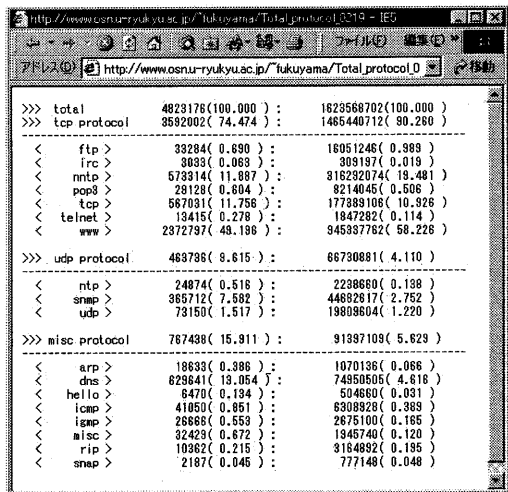 http://www.osn.u-ryukyu.ac.jp/~fukuyama/Total_protocol_0219 - IE5
ファイル(F) 編集(E) »
アドレス(D) http://www.osn.u-ryukyu.ac.jp/~fukuyama/Total_protocol_0 移動
>>> total 4823176(100.000 ) : 1623568702(100.000 )
>>> tcp protocol 3592002( 74.474 ) : 1465440712( 90.260 )
< ftp > 33284( 0.690 ) : 16051246( 0.989 )
< irc > 3033( 0.063 ) : 309197( 0.019 )
< nntp > 573314( 11.887 ) : 316292074( 19.481 )
< pop3 > 29128( 0.604 ) : 8214045( 0.506 )
< tcp > 567031( 11.756 ) : 177389106( 10.926 )
< telnet > 13415( 0.278 ) : 1847282( 0.114 )
< www > 2372797( 49.196 ) : 945337762( 58.226 )
>>> udp protocol 463736( 9.615 ) : 66730881( 4.110 )
< ntp > 24874( 0.516 ) : 2238660( 0.138 )
< snmp > 365712( 7.582 ) : 44682617( 2.752 )
< udp > 73150( 1.517 ) : 19809604( 1.220 )
>>> misc protocol 767438( 15.911 ) : 91397109( 5.629 )
< arp > 18633( 0.386 ) : 1070136( 0.066 )
< dns > 629641( 13.054 ) : 74950505( 4.616 )
< hello > 6470( 0.134 ) : 504660( 0.031 )
< icmp > 41050( 0.851 ) : 6308928( 0.389 )
< igmp > 26666( 0.553 ) : 2675100( 0.165 )
< misc > 32429( 0.672 ) : 1945740( 0.120 )
< rip > 10362( 0.215 ) : 3164892( 0.195 )
< snap > 2187( 0.045 ) : 777148( 0.048 )